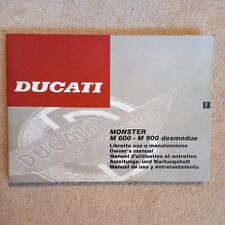 DUCATI
MONSTER
M 600 - M 900 desmodue
Libretto uso e manutenzione
Owner's manual
Manuel d'utilisation et entretien
Anleitungs- und Wartungsheft
Manual de uso y entretenimiento
DUCATI